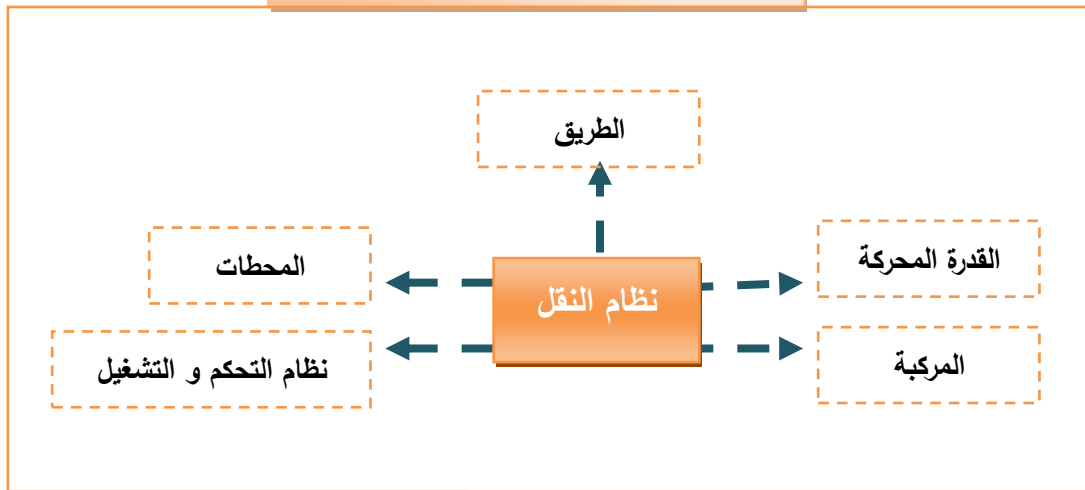 الطريق
القدرة المحركة
المحطات
نظام النقل
المركبة
نظام التحكم و التشغيل